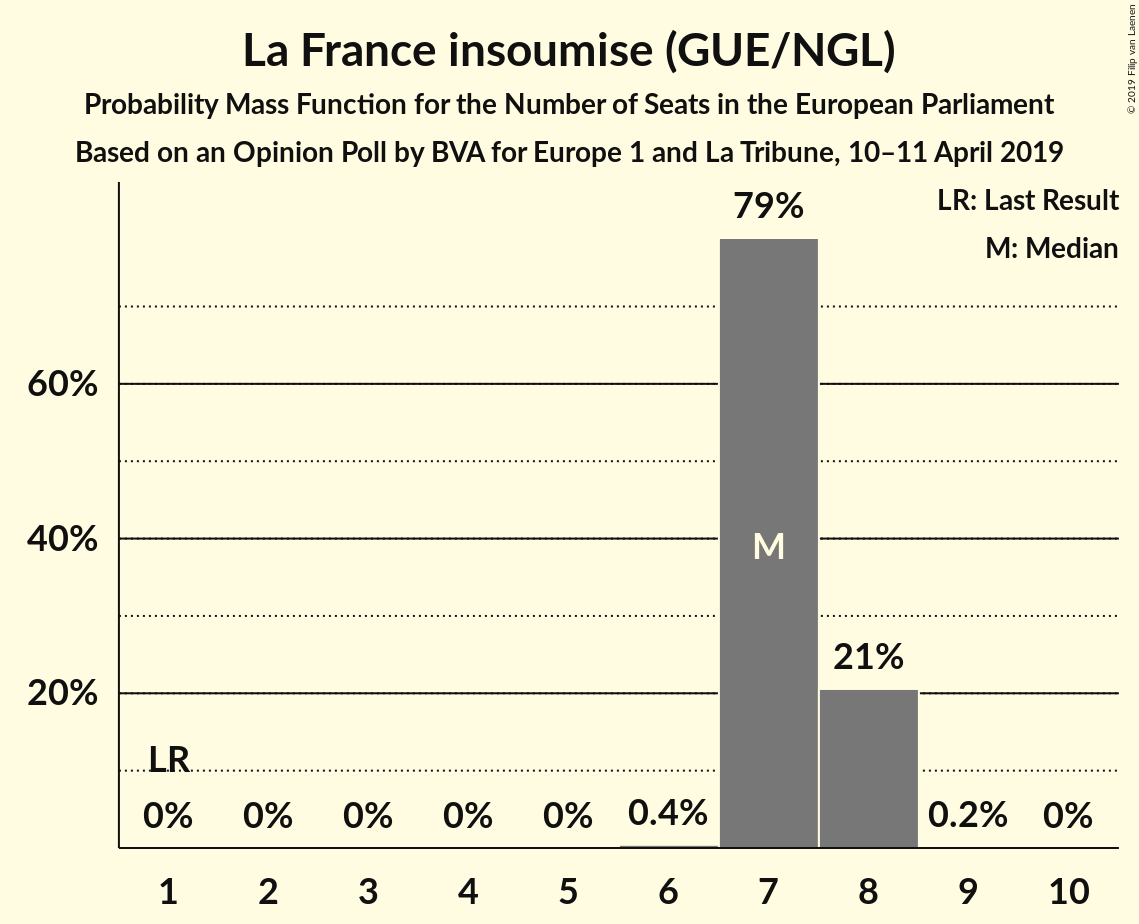 La France insoumise (GUE/NGL)
Probability Mass Function for the Number of Seats in the European Parliament
Based on an Opinion Poll by BVA for Europe 1 and La Tribune, 10–11 April 2019
© 2019 Filip van Laenen
LR: Last Result
M: Median
79%
60%
40%
M
21%
20%
LR
0% 0% 0% 0% 0% 0.4% 0.2% 0%
1 2 3 4 5 6 7 8 9 10